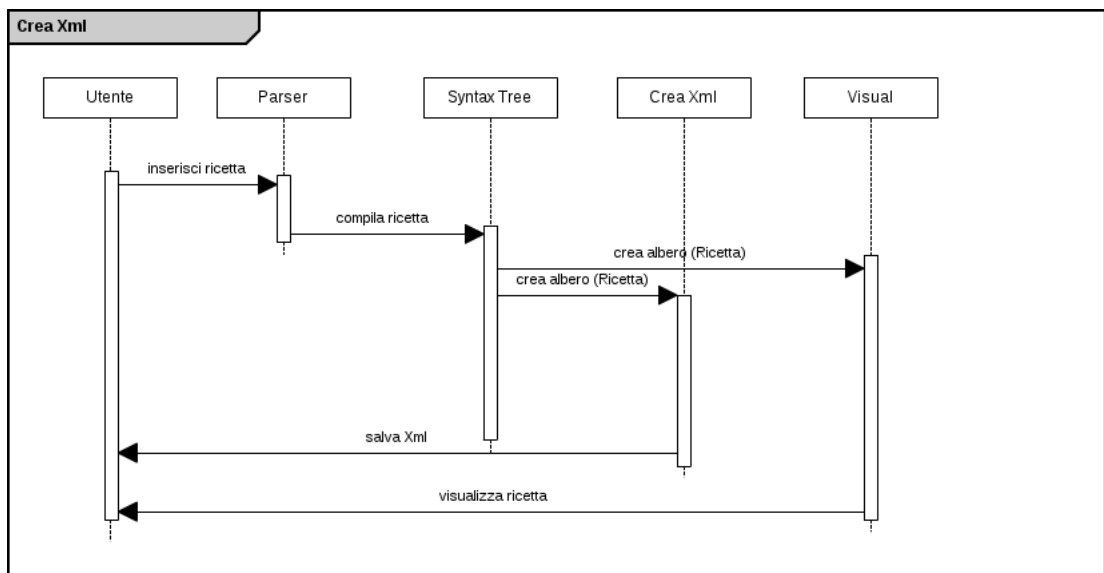 Crea Xml
Utente
Parser
Syntax Tree
Crea Xml
Visual
inserisci ricetta
compila ricetta
crea albero (Ricetta)
crea albero (Ricetta)
salva Xml
visualizza ricetta